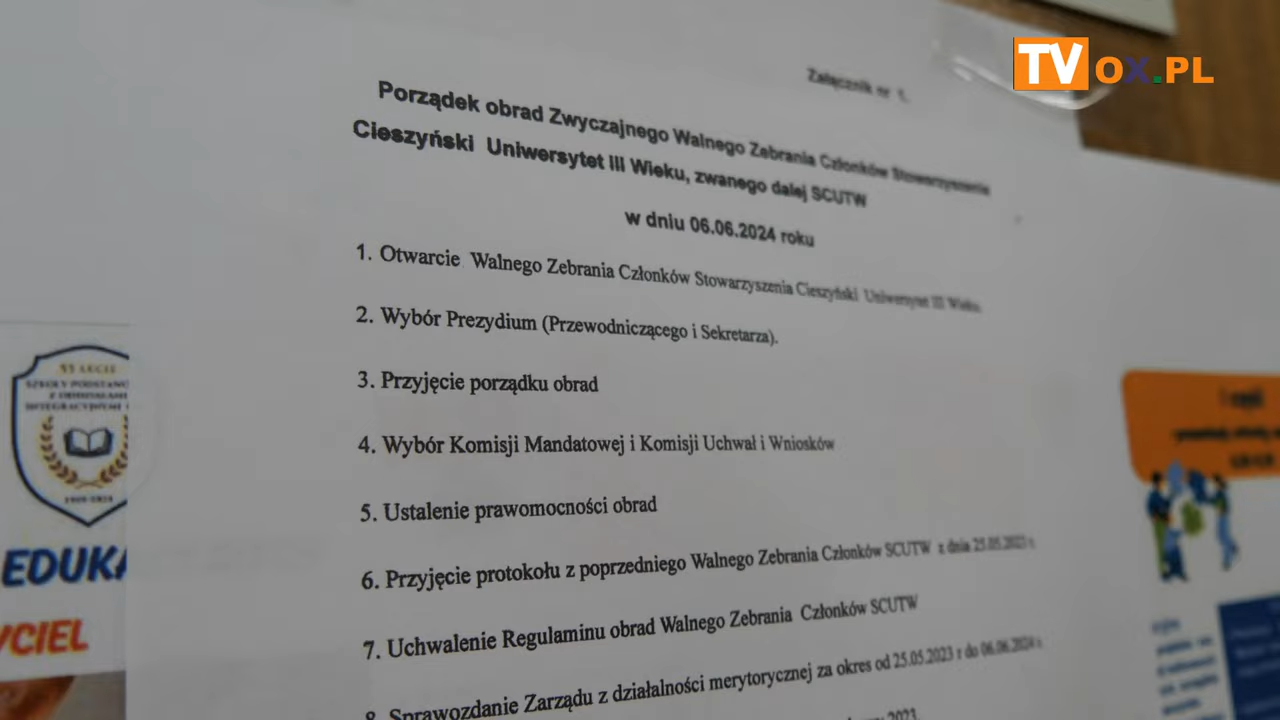 TVOX.PL
Załącznik nr 1.
Porządek obrad Zwyczajnego Walnego Zebrania Członków Stowarzyszenie
Cieszyński Uniwersytet III Wieku, zwanego dalej SCUTW
w dniu 06.06.2024 roku
1. Otwarcie Walnego Zebrania Członków Stowarzyszenia Cieszyński Uniwersytet III Wieku
2. Wybór Prezydium (Przewodniczącego i Sekretarza).
3. Przyjęcie porządku obrad
4. Wybór Komisji Mandatowej i Komisji Uchwał i Wniosków
5. Ustalenie prawomocności obrad
6. Przyjęcie protokołu z poprzedniego Walnego Zebrania Członków SCUTW z dnia 25.05.2023 r.
7. Uchwalenie Regulaminu obrad Walnego Zebrania Członków SCUTW
8. Sprawozdanie Zarządu z działalności merytorycznej za okres od 25.05.2023 r do 06.06.2024 r
2023.
EDUKA
YCIEL